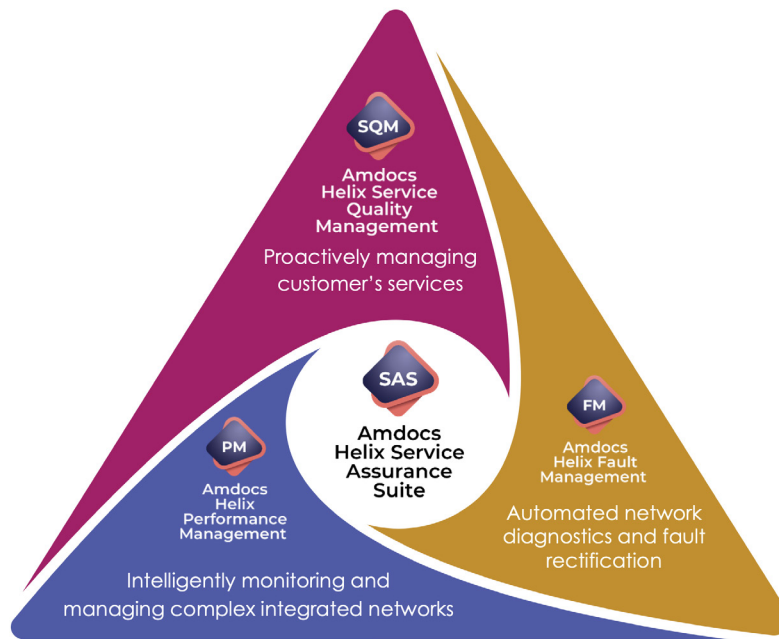 SQM
Amdocs
Helix Service
Quality
Management
Proactively managing
customer's services
SAS
Amdocs
Helix Service
Assurance
Suite
PM
Amdocs
Helix
Performance
Management
Intelligently monitoring and
managing complex integrated networks
FM
Amdocs
Helix Fault
Management
Automated network
diagnostics and fault
rectification